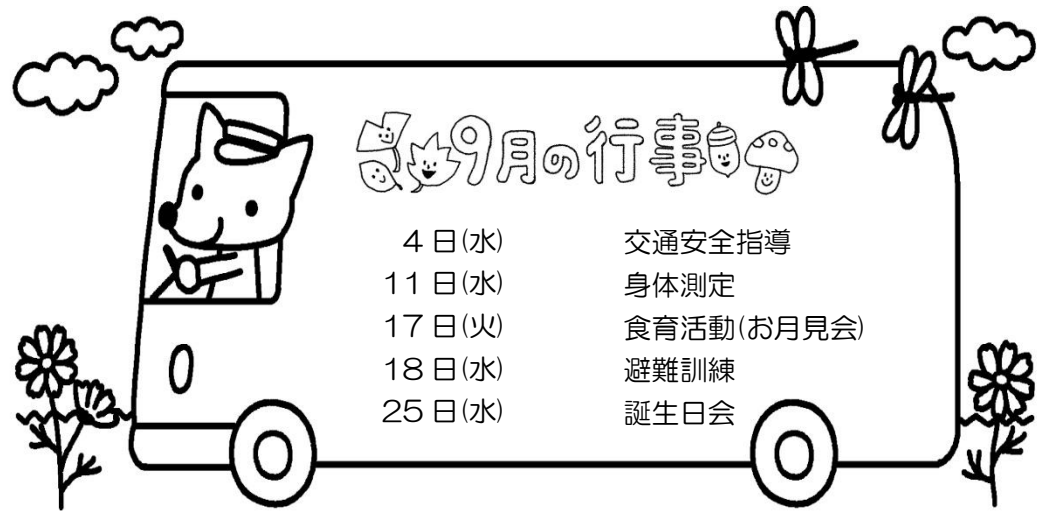 9月の行事
4日(水) 交通安全指導
11日(水) 身体測定
17日(火) 食育活動(お月見会)
18日(水) 避難訓練
25日(水) 誕生日会